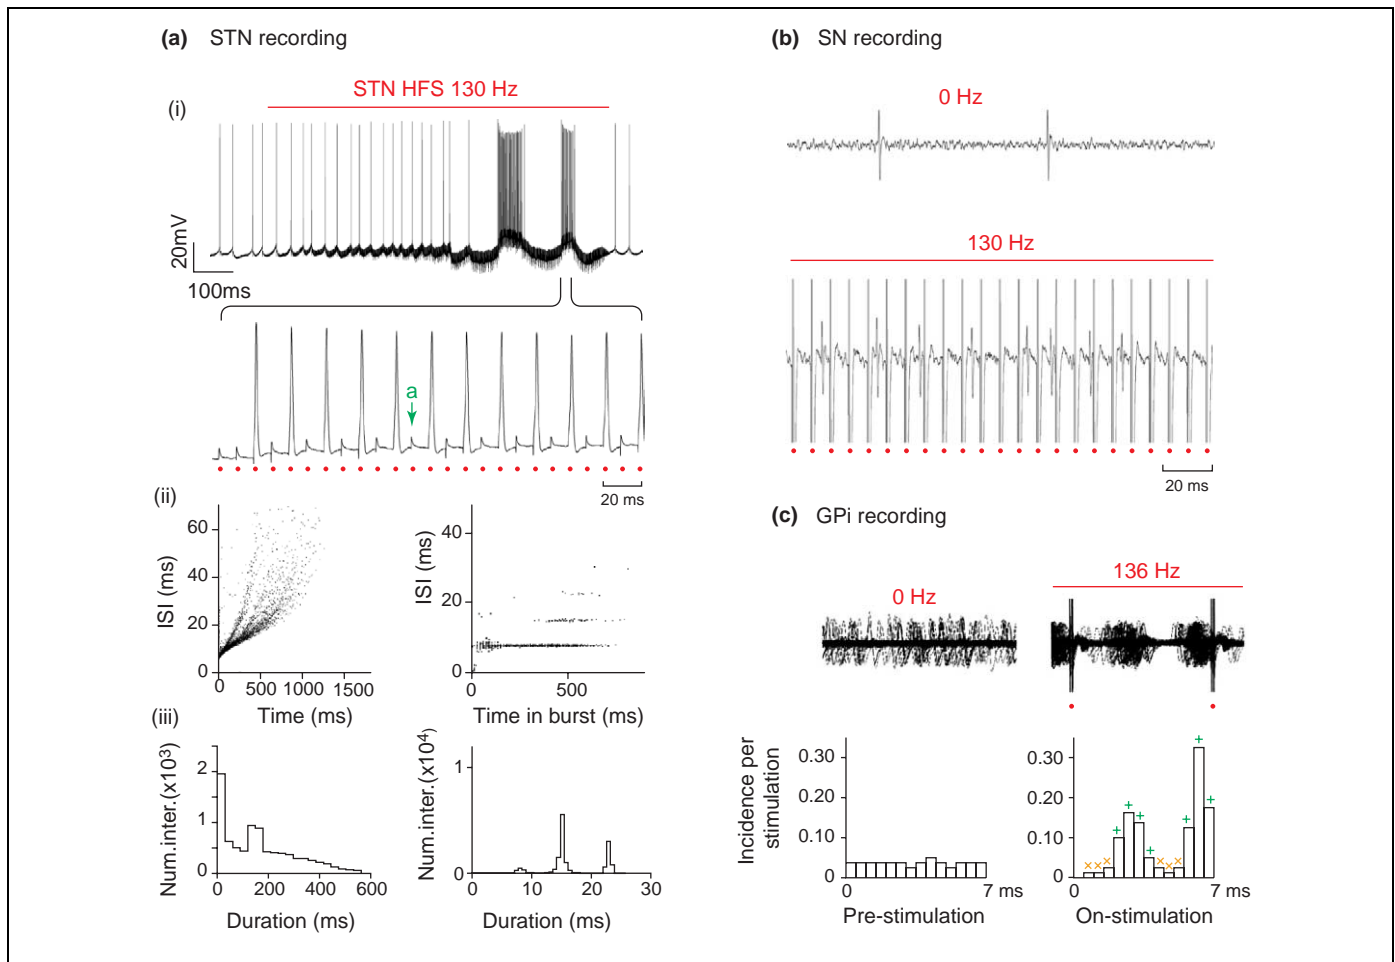 (a) STN recording
STN HFS 130 Hz
(i)
20mV
100ms
a
20 ms
(ii)
ISI (ms)
60
40
20
0
0 500 1000 1500
Time (ms)
ISI (ms)
40
20
0
0 500
Time in burst (ms)
(iii)
Num.inter.(x10³)
2
1
0
0 200 400 600
Duration (ms)
Num.inter.(x10⁴)
1
0
0 10 20 30
Duration (ms)
(b) SN recording
0 Hz
130 Hz
20 ms
(c) GPi recording
0 Hz
136 Hz
Incidence per
stimulation
0.30
0.20
0.10
0
0 7 ms
Pre-stimulation
0.30
0.20
0.10
0
0 7 ms
On-stimulation